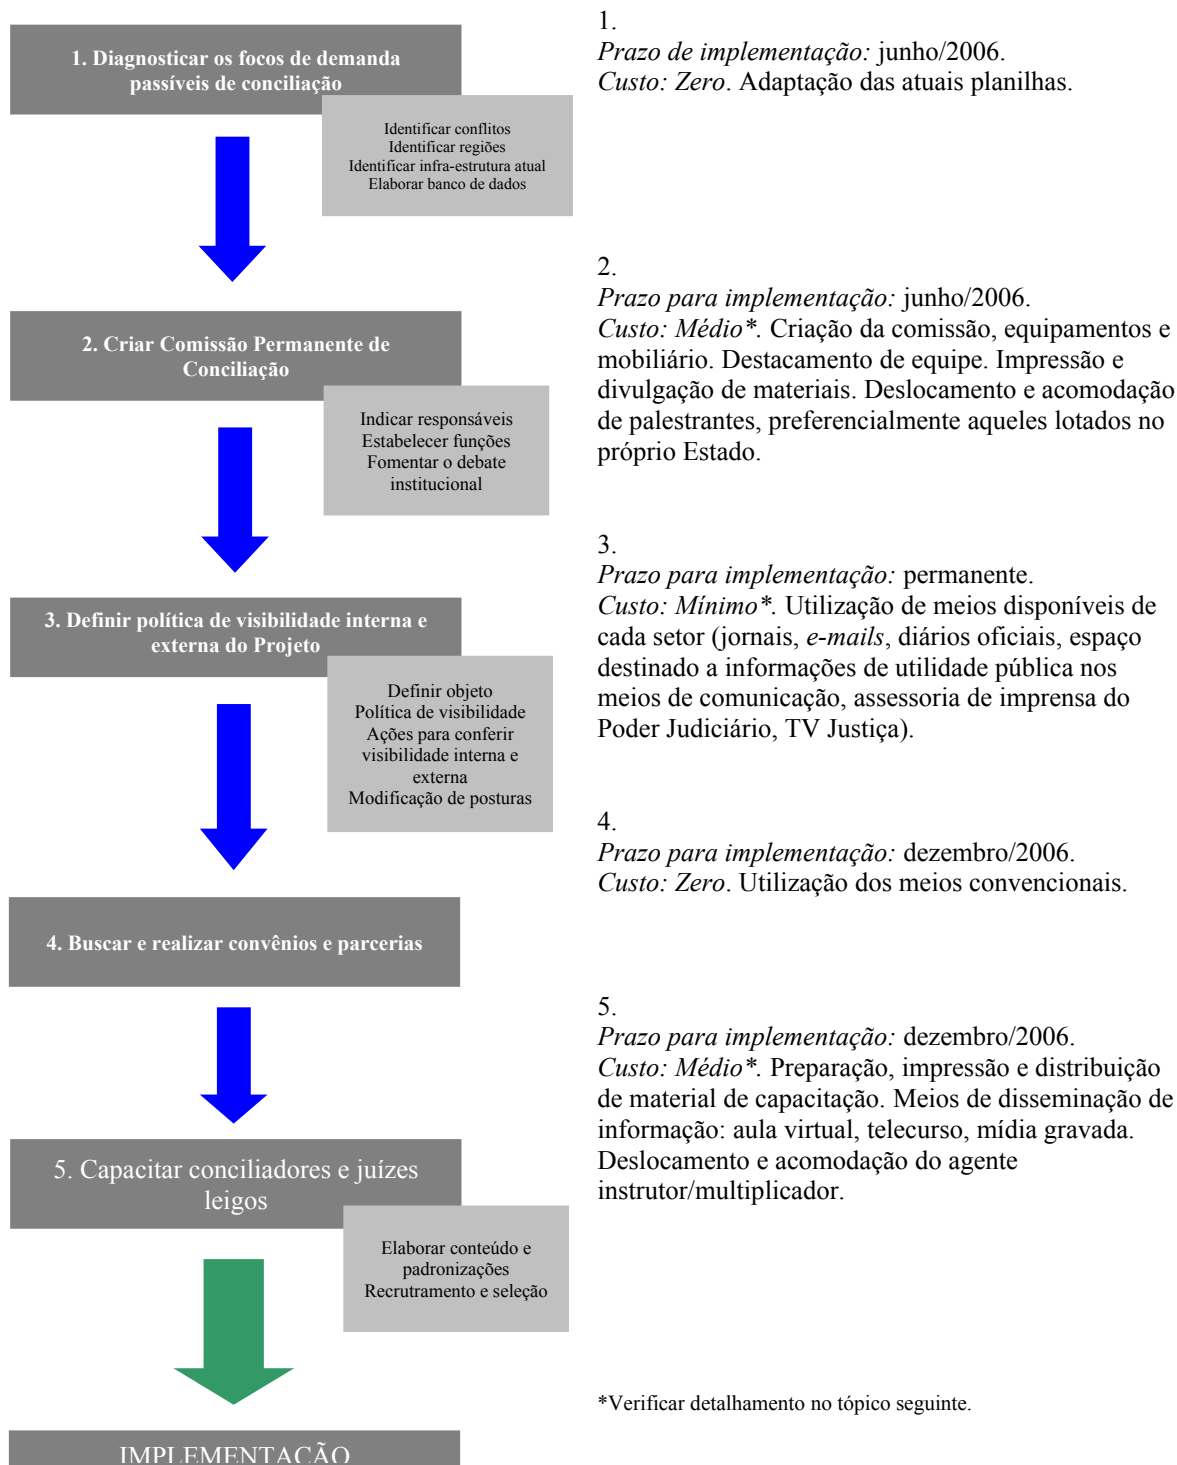 1. Diagnosticar os focos de demanda
passíveis de conciliação
Identificar conflitos
Identificar regiões
Identificar infra-estrutura atual
Elaborar banco de dados
1.
Prazo de implementação: junho/2006.
Custo: Zero. Adaptação das atuais planilhas.
2. Criar Comissão Permanente de
Conciliação
Indicar responsáveis
Estabelecer funções
Fomentar o debate
institucional
2.
Prazo para implementação: junho/2006.
Custo: Médio*. Criação da comissão, equipamentos e
mobiliário. Destacamento de equipe. Impressão e
divulgação de materiais. Deslocamento e acomodação
de palestrantes, preferencialmente aqueles lotados no
próprio Estado.
3. Definir política de visibilidade interna e
externa do Projeto
Definir objeto
Política de visibilidade
Ações para conferir
visibilidade interna e
externa
Modificação de posturas
3.
Prazo para implementação: permanente.
Custo: Mínimo*. Utilização de meios disponíveis de
cada setor (jornais, e-mails, diários oficiais, espaço
destinado a informações de utilidade pública nos
meios de comunicação, assessoria de imprensa do
Poder Judiciário, TV Justiça).
4. Buscar e realizar convênios e parcerias
4.
Prazo para implementação: dezembro/2006.
Custo: Zero. Utilização dos meios convencionais.
5. Capacitar conciliadores e juízes
leigos
Elaborar conteúdo e
padronizações
Recrutramento e seleção
5.
Prazo para implementação: dezembro/2006.
Custo: Médio*. Preparação, impressão e distribuição
de material de capacitação. Meios de disseminação de
informação: aula virtual, telecurso, mídia gravada.
Deslocamento e acomodação do agente
instrutor/multiplicador.
*Verificar detalhamento no tópico seguinte.
IMPLEMENTAÇÃO